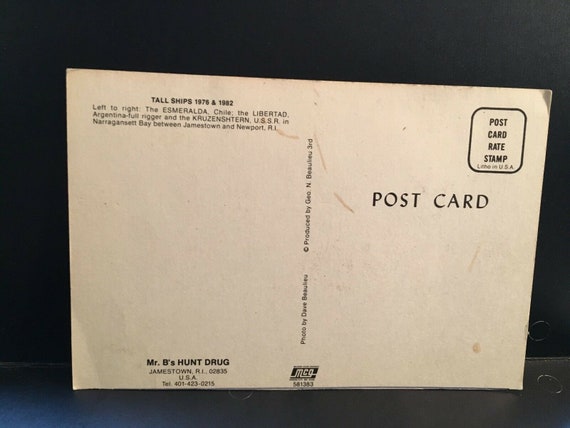 TALL SHIPS 1976 & 1982
Left to right: The ESMERALDA, Chile; the LIBERTAD,
Argentina-full rigger and the KRUZENSHTERN, U.S.S.R. in
Narragansett Bay between Jamestown and Newport, R.I.
POST
CARD
RATE
STAMP
Litho in U.S.A.
POST CARD
© Produced by Geo. N. Beaulieu 3rd
Photo by Dave Beaulieu
Mr. B's HUNT DRUG
JAMESTOWN, R.I. 02835
U.S.A.
Tel. 401-423-0215
mcg
581383